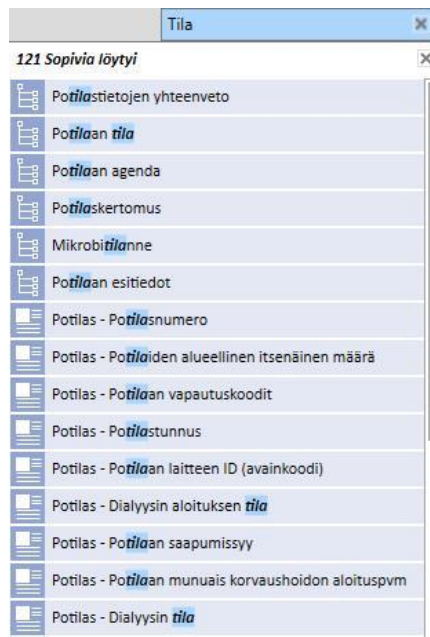 Tila
121 Sopivia löytyi
Potilastietojen yhteenveto
Potilaan tila
Potilaan agenda
Potilaskertomus
Mikrobitilanne
Potilaan esitiedot
Potilas - Potilasnumero
Potilas - Potilaiden alueellinen itsenäinen määrä
Potilas - Potilaan vapautuskoodit
Potilas - Potilastunnus
Potilas - Potilaan laitteen ID (avainkoodi)
Potilas - Dialyysin aloituksen tila
Potilas - Potilaan saapumissyy
Potilas - Potilaan munuais korvaushoidon aloituspvm
Potilas - Dialyysin tila